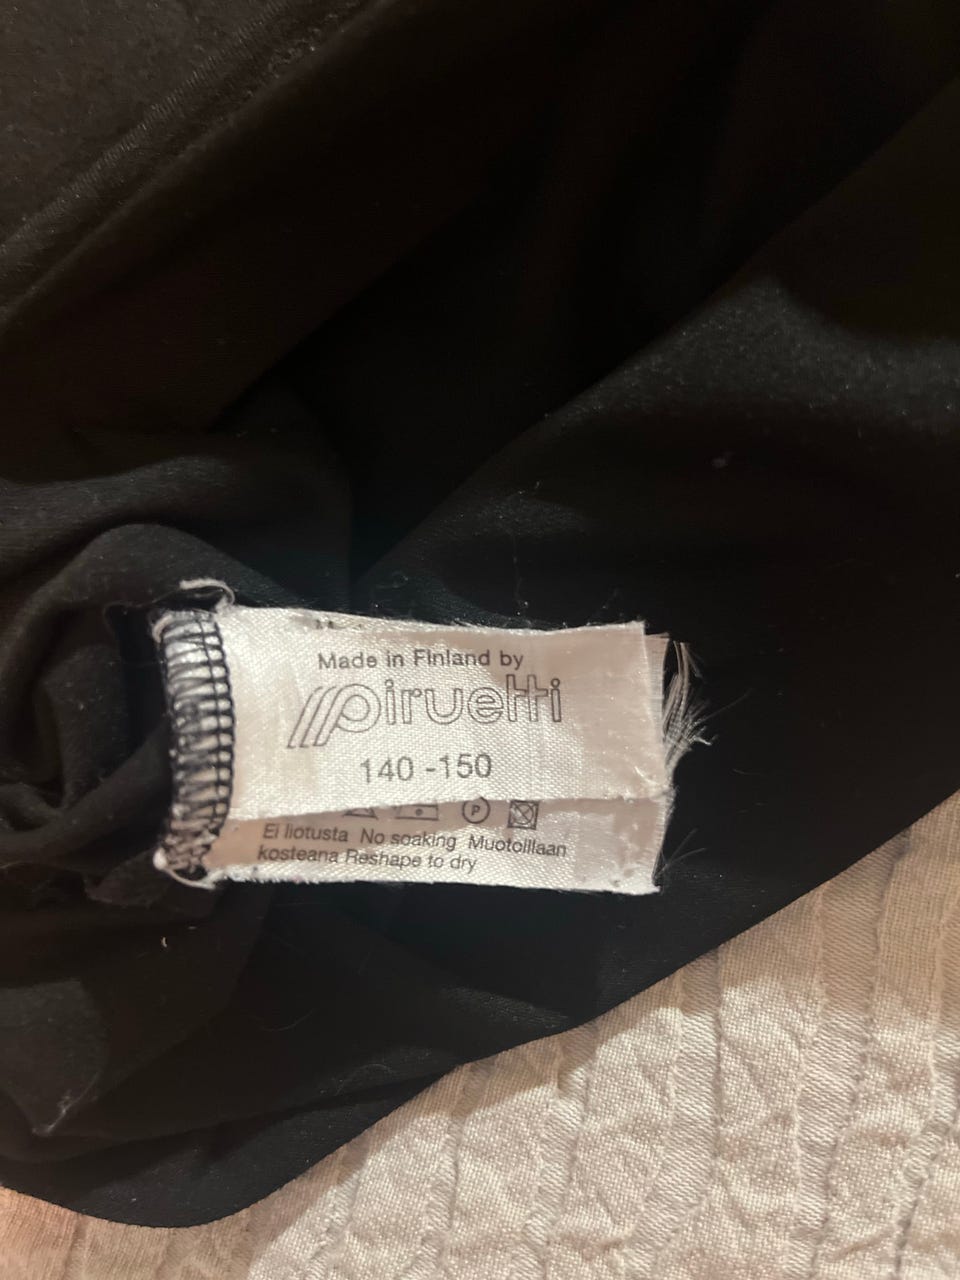 Made in Finland by
piruetti
140 -150
P
Ei liotusta No soaking Muotoillaan
kosteana Reshape to dry